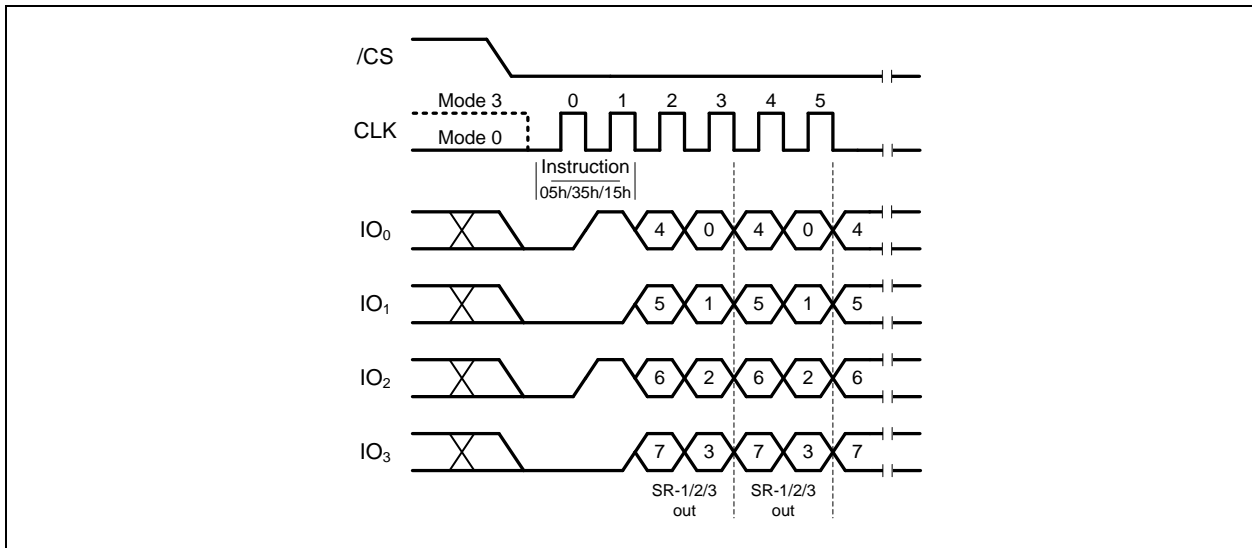 /CS
Mode 3 0 1 2 3 4 5
CLK Mode 0
Instruction
05h/35h/15h
IO₀ 4 0 4 0 4
IO₁ 5 1 5 1 5
IO₂ 6 2 6 2 6
IO₃ 7 3 7 3 7
SR-1/2/3 SR-1/2/3
out out